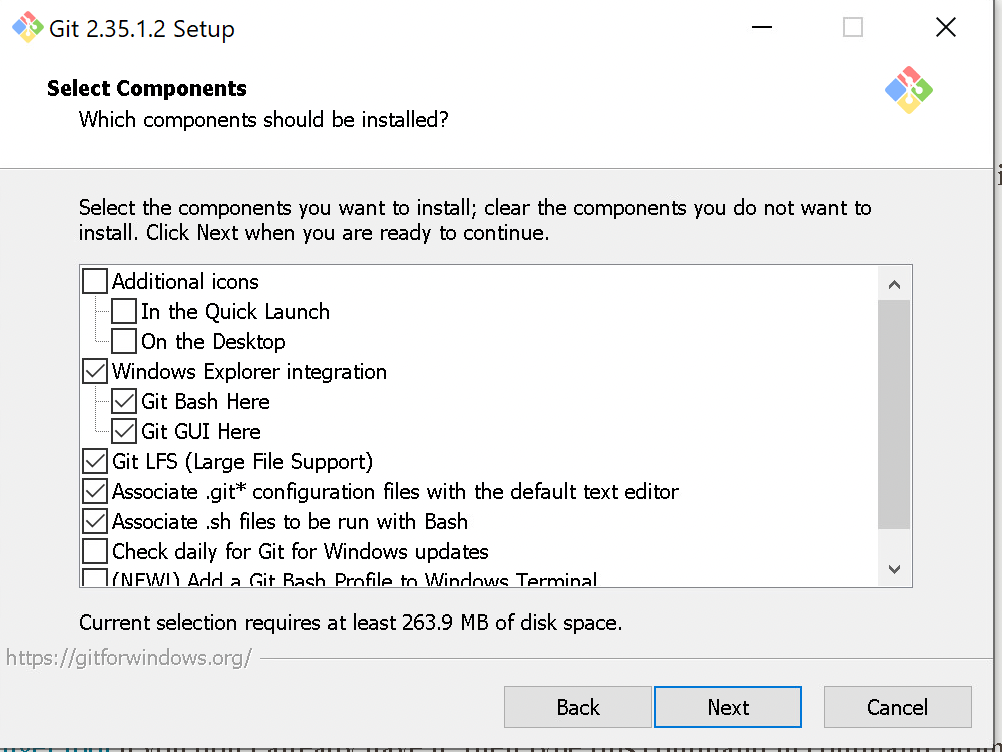 Git 2.35.1.2 Setup
Select Components
Which components should be installed?
Select the components you want to install; clear the components you do not want to
install. Click Next when you are ready to continue.
Additional icons
In the Quick Launch
On the Desktop
Windows Explorer integration
Git Bash Here
Git GUI Here
Git LFS (Large File Support)
Associate .git* configuration files with the default text editor
Associate .sh files to be run with Bash
Check daily for Git for Windows updates
(NEW!) Add a Git Bash Profile to Windows Terminal
Current selection requires at least 263.9 MB of disk space.
https://gitforwindows.org/
Back Next Cancel